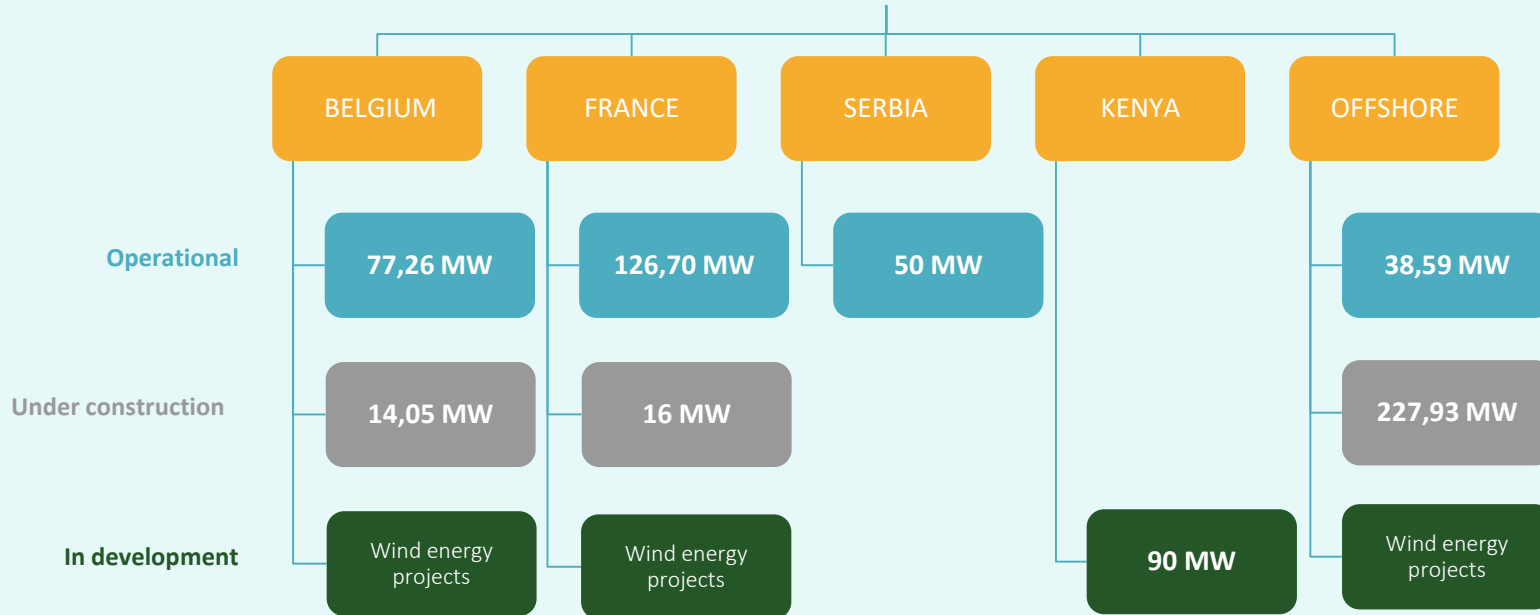 BELGIUM
FRANCE
SERBIA
KENYA
OFFSHORE
Operational
77,26 MW
126,70 MW
50 MW
38,59 MW
Under construction
14,05 MW
16 MW
227,93 MW
In development
Wind energy
projects
Wind energy
projects
90 MW
Wind energy
projects